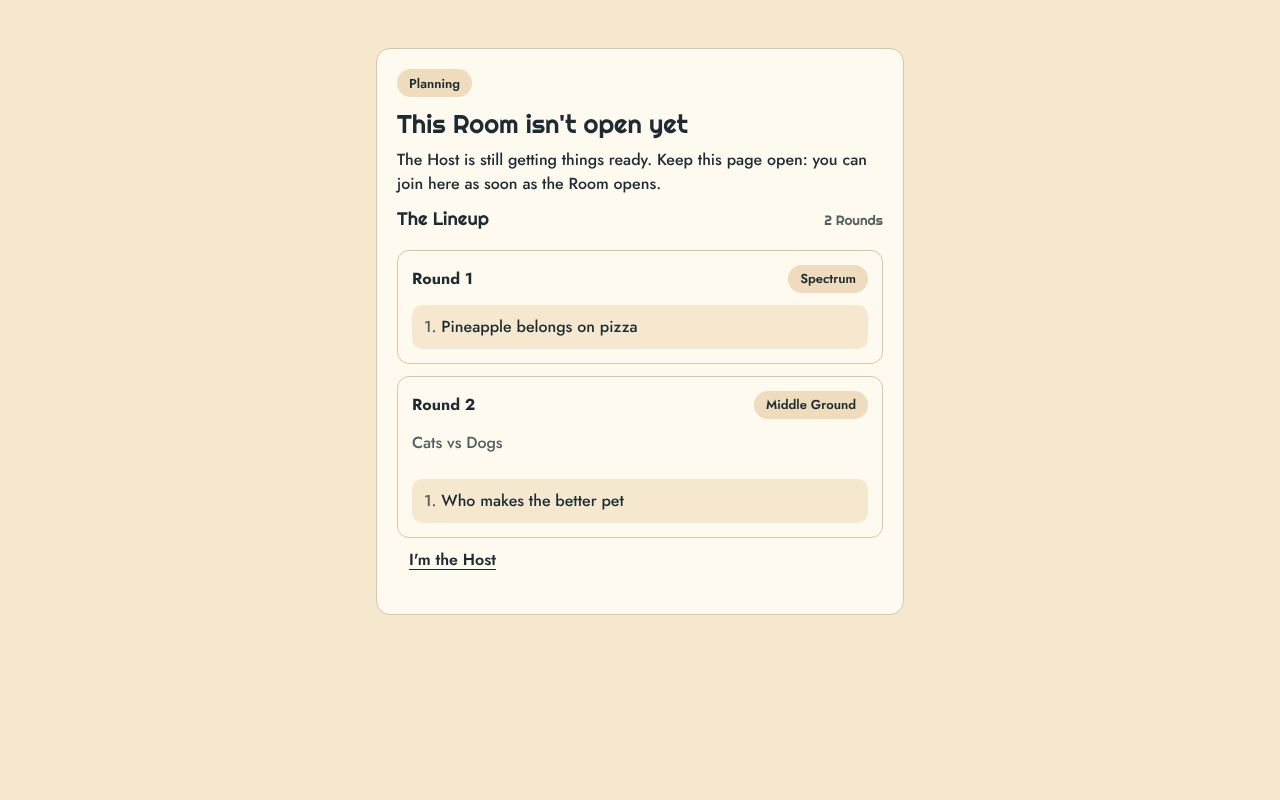 Planning
This Room isn't open yet
The Host is still getting things ready. Keep this page open: you can
join here as soon as the Room opens.
The Lineup
2 Rounds
Round 1
Spectrum
1. Pineapple belongs on pizza
Round 2
Middle Ground
Cats vs Dogs
1. Who makes the better pet
I'm the Host